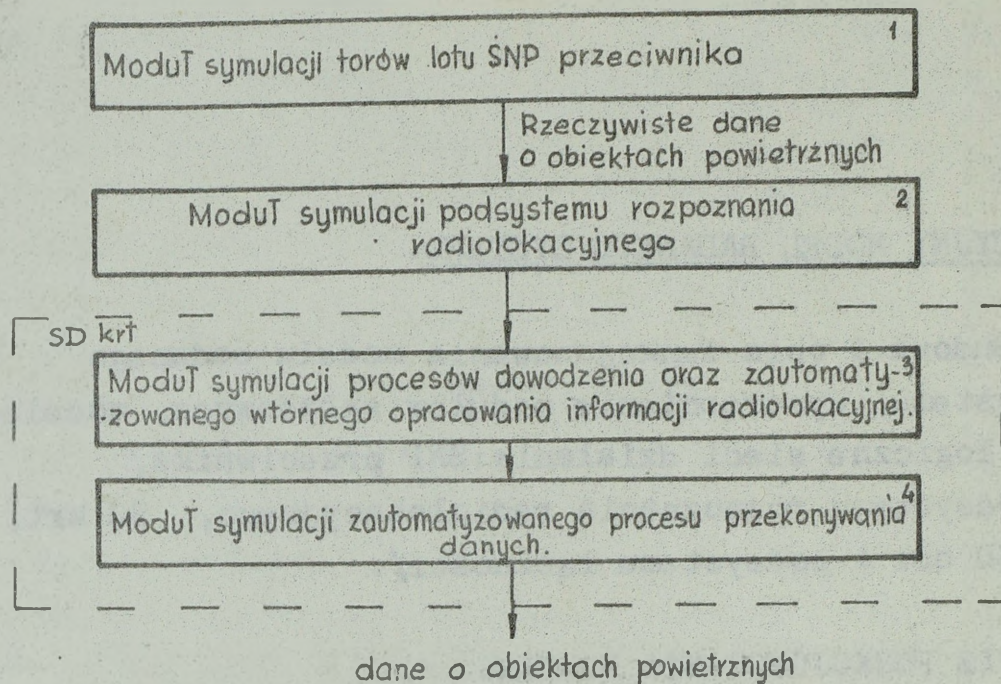 1
Moduł symulacji torów lotu ŚNP przeciwnika
Rzeczywiste dane
o obiektach powietrznych
2
Moduł symulacji podsystemu rozpoznania
radiolokacyjnego
SD krt
Moduł symulacji procesów dowodzenia oraz zautomaty- 3
zowanego wtórnego opracowania informacji radiolokacyjnej.
4
Moduł symulacji zautomatyzowanego procesu przekonywania
danych.
dane o obiektach powietrznych